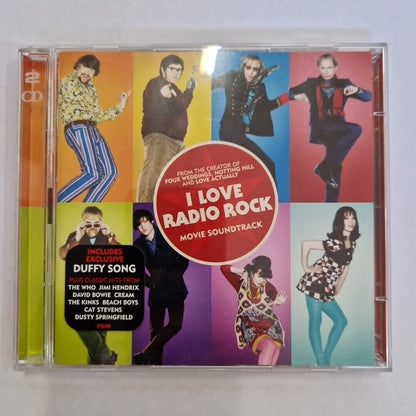 2
CD
FROM THE CREATOR OF
FOUR WEDDINGS, NOTTING HILL
AND LOVE ACTUALLY
I LOVE
RADIO ROCK
MOVIE SOUNDTRACK
INCLUDES
EXCLUSIVE
DUFFY SONG
PLUS CLASSIC HITS FROM
THE WHO JIMI HENDRIX
DAVID BOWIE CREAM
THE KINKS BEACH BOYS
CAT STEVENS
DUSTY SPRINGFIELD